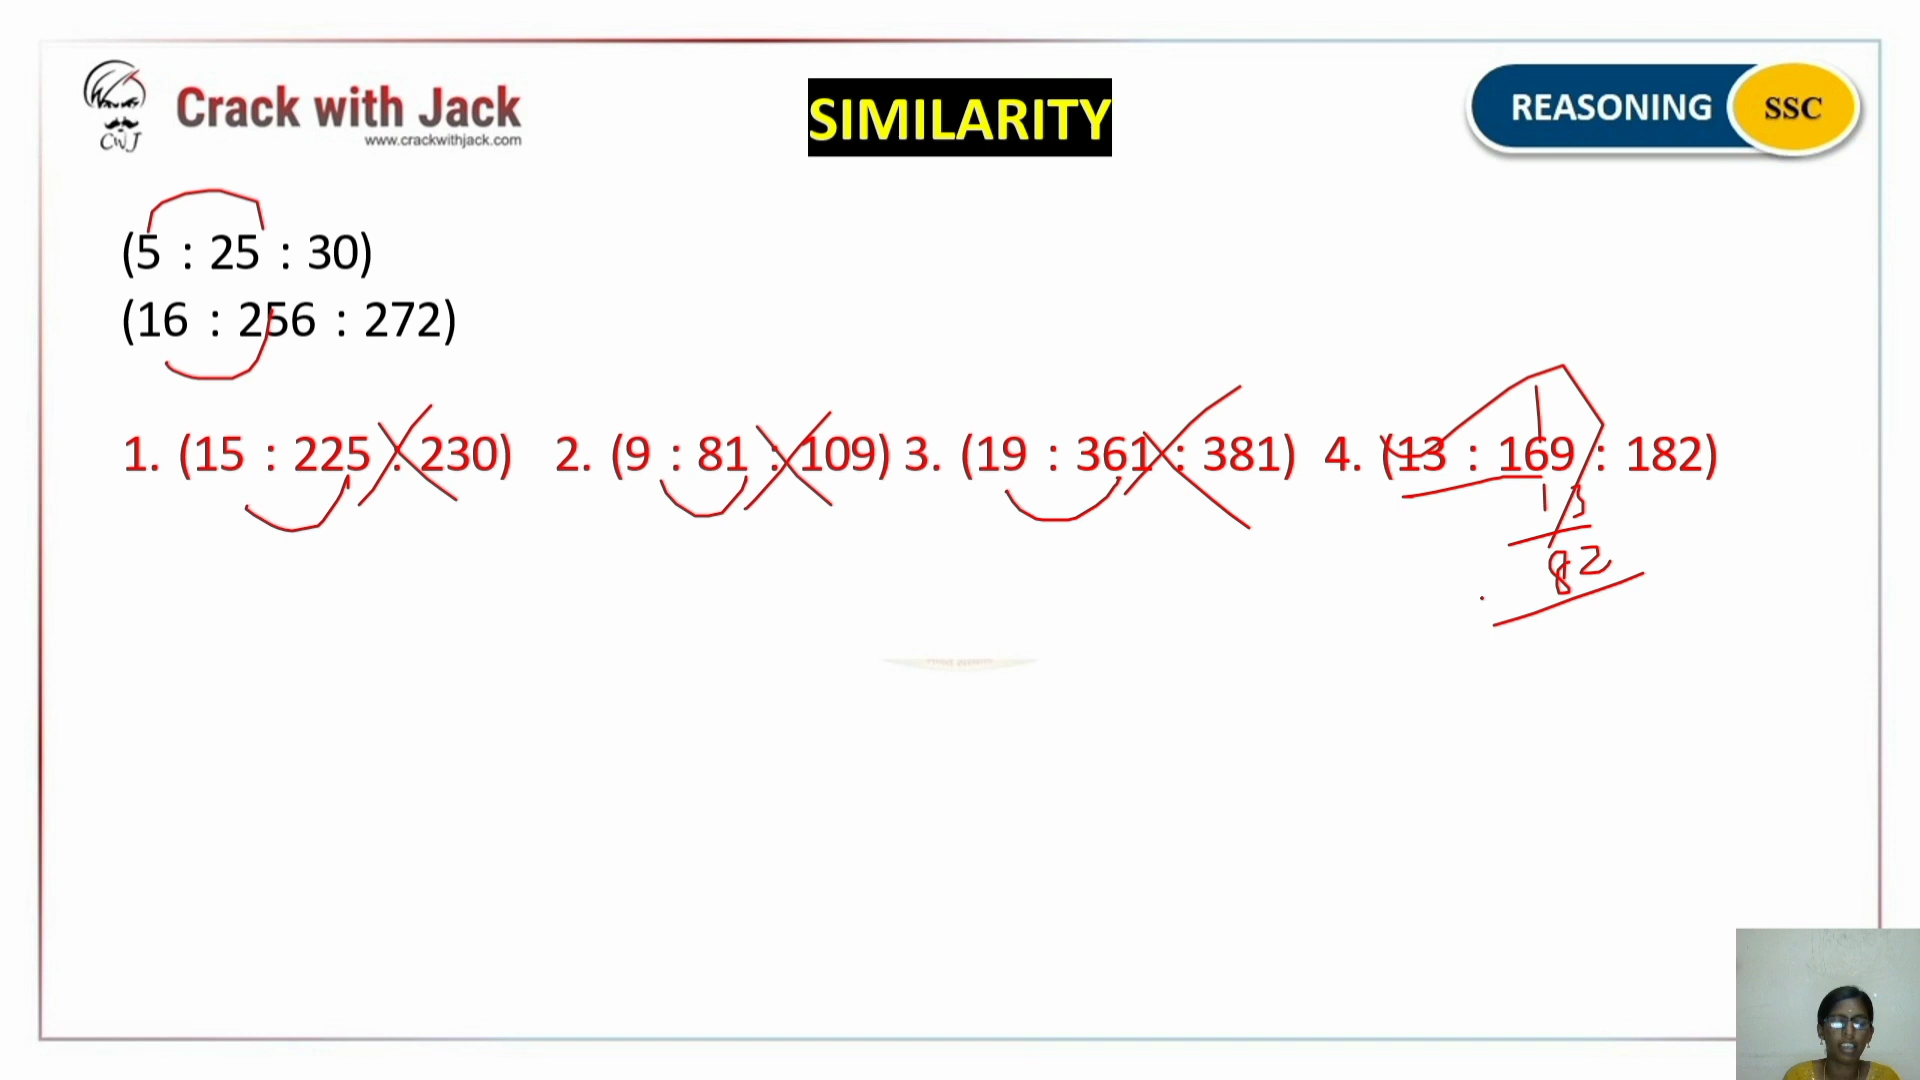 Crack with Jack
www.crackwithjack.com
CWJ
SIMILARITY
REASONING SSC
(5 : 25 : 30)
(16 : 256 : 272)
1. (15 : 225 : 230) 2. (9 : 81 : 109) 3. (19 : 361 : 381) 4. (13 : 169 : 182)
1
13
82